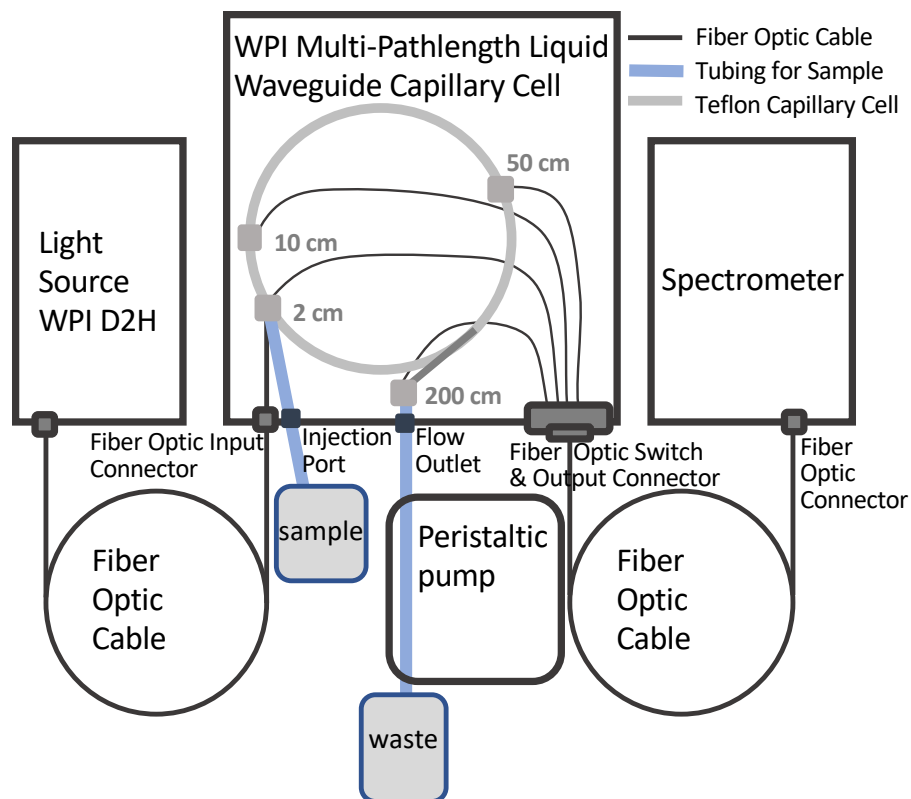 WPI Multi-Pathlength Liquid
Waveguide Capillary Cell
Fiber Optic Cable
Tubing for Sample
Teflon Capillary Cell
50 cm
10 cm
2 cm
200 cm
Light
Source
WPI D2H
Spectrometer
Fiber Optic Input
Connector
Injection
Port
Flow
Outlet
Fiber Optic Switch
& Output Connector
Fiber
Optic
Connector
Fiber
Optic
Cable
sample
Peristaltic
pump
Fiber
Optic
Cable
waste